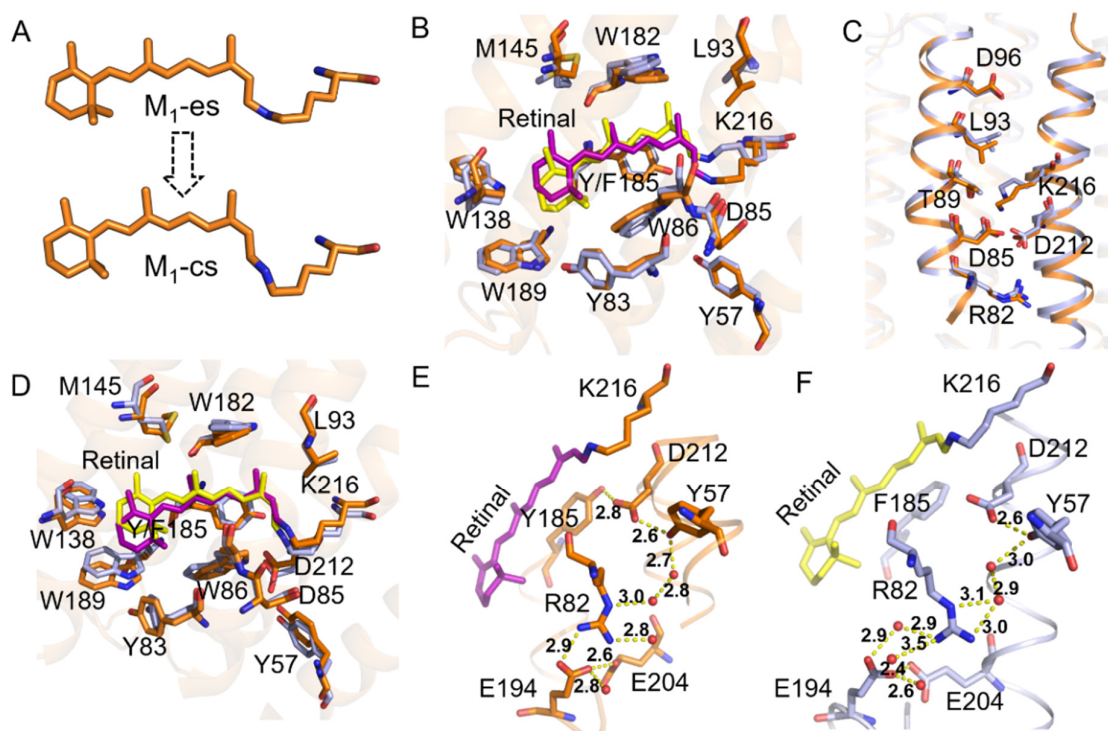 A
M₁-es
M₁-cs
B
M145
W182
L93
Retinal
K216
Y/F185
W138
W86
D85
W189
Y83
Y57
C
D96
L93
T89
K216
D85
D212
R82
D
M145
W182
L93
Retinal
K216
Y/F185
W138
D212
W86
D85
W189
Y83
Y57
E
K216
D212
Retinal
Y185
2.8
Y57
2.6
2.7
R82
3.0
2.8
2.9
2.8
2.6
2.8
E194
E204
F
K216
D212
Retinal
F185
Y57
2.6
3.0
R82
2.9
3.1
2.9
3.0
2.9
3.5
2.4
2.6
E194
E204